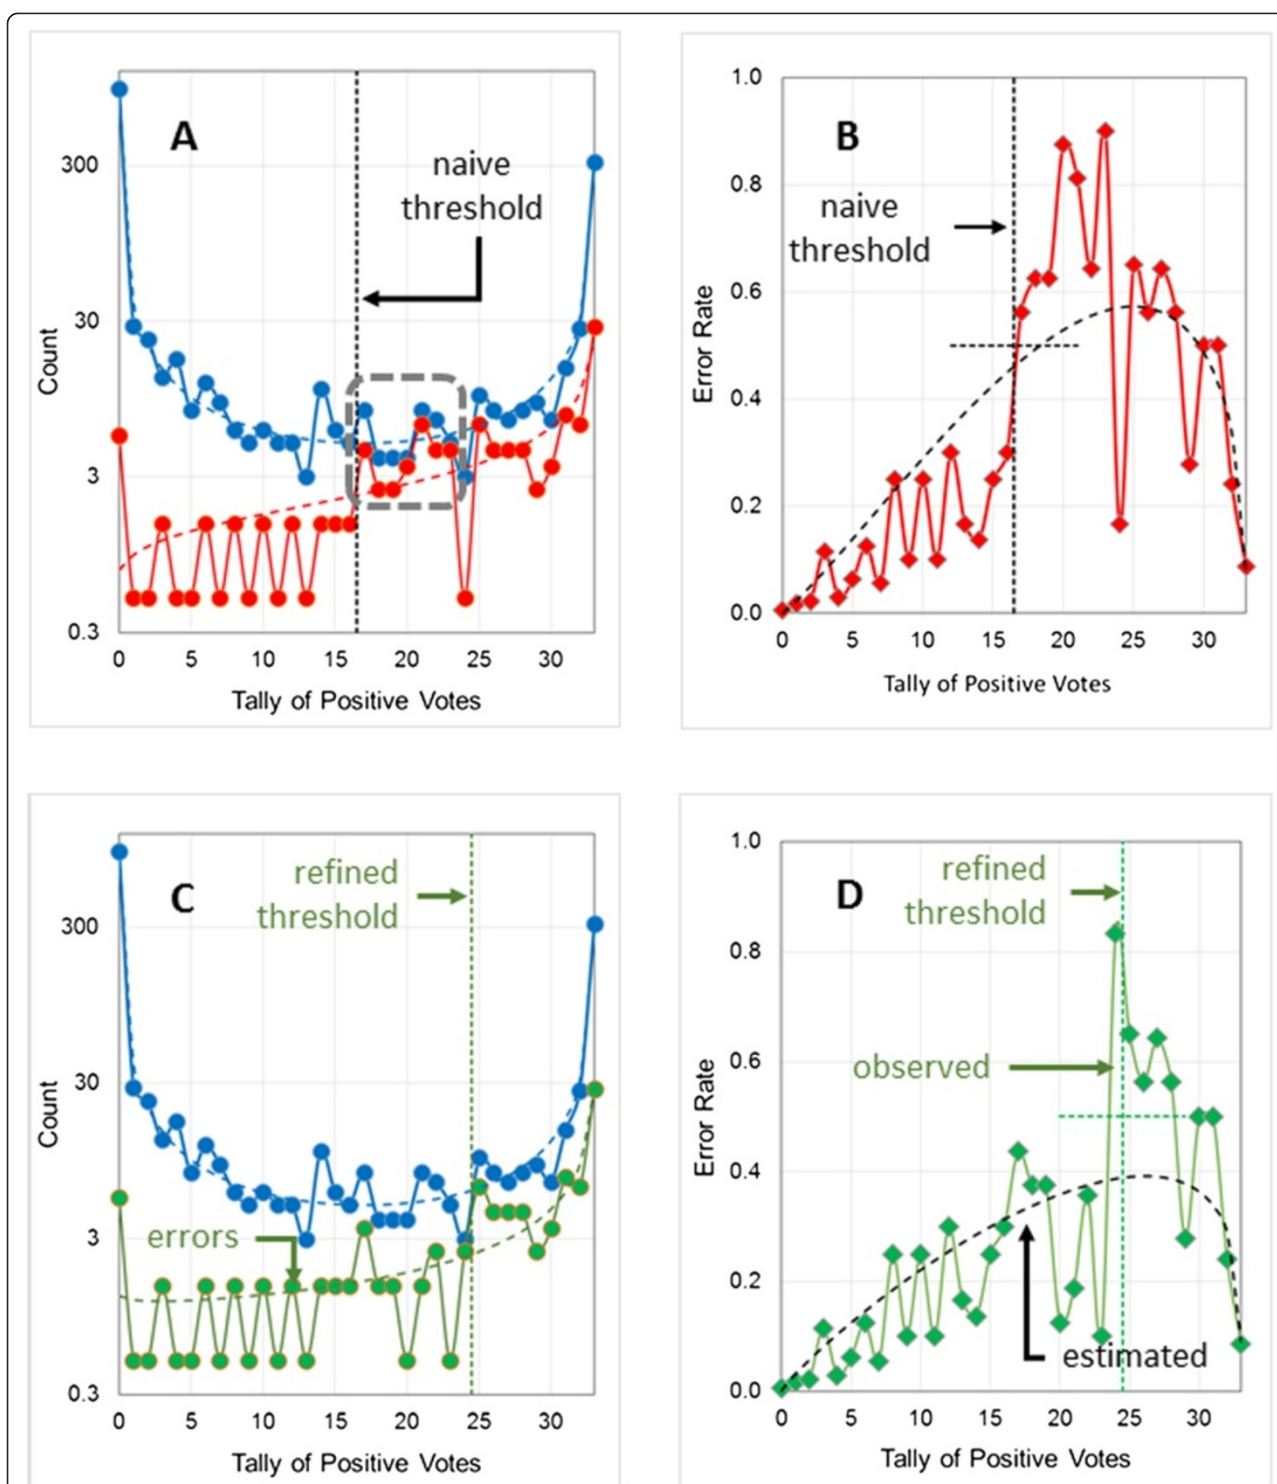 A
naive
threshold
300
30
3
0.3
Count
0 5 10 15 20 25 30
Tally of Positive Votes
B
naive
threshold
1.0
0.8
0.6
0.4
0.2
0.0
Error Rate
0 5 10 15 20 25 30
Tally of Positive Votes
C
refined
threshold
300
30
3
0.3
errors
Count
0 5 10 15 20 25 30
Tally of Positive Votes
D
refined
threshold
1.0
0.8
0.6
0.4
0.2
0.0
observed
estimated
Error Rate
0 5 10 15 20 25 30
Tally of Positive Votes